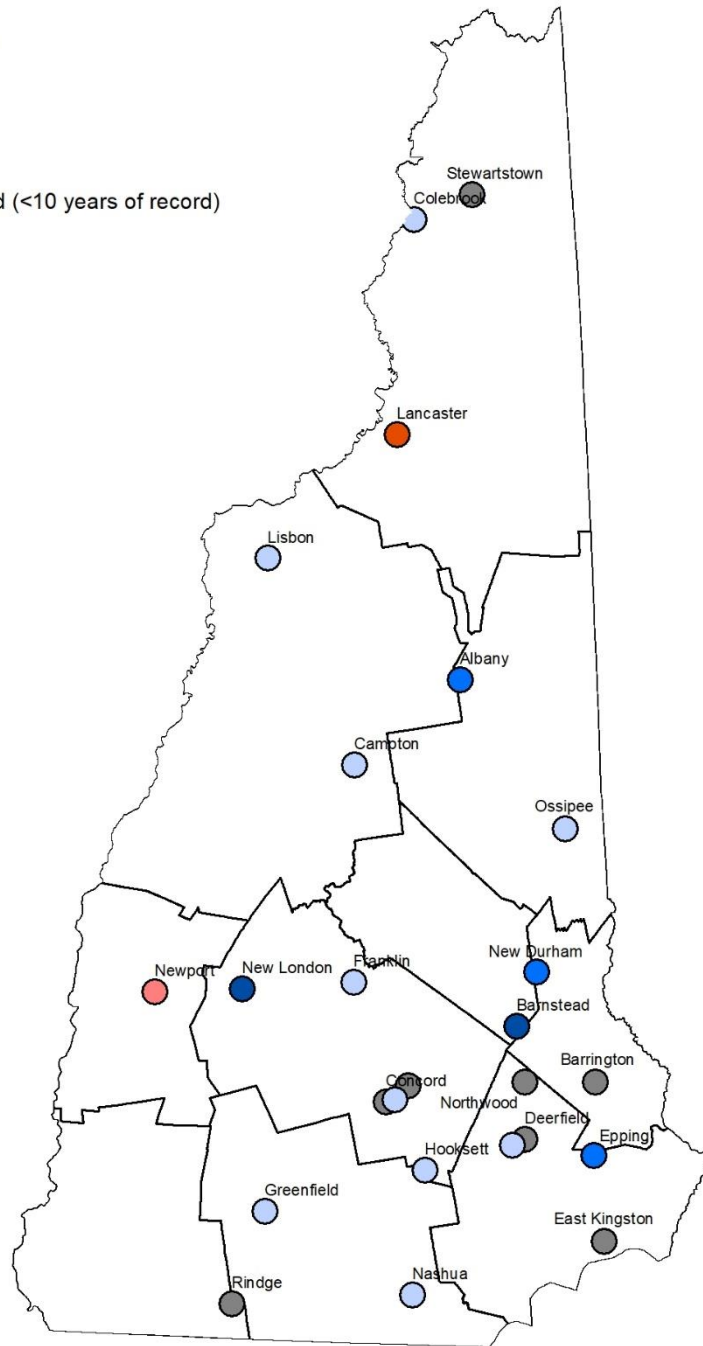 Stewartstown
d (<10 years of record)
Colebrook
Lancaster
Lisbon
Albany
Campton
Ossipee
New Durham
Franklin
Newport
New London
Barnstead
Barrington
Concord
Northwood
Deerfield
Epping
Hooksett
Greenfield
East Kingston
Nashua
Rindge